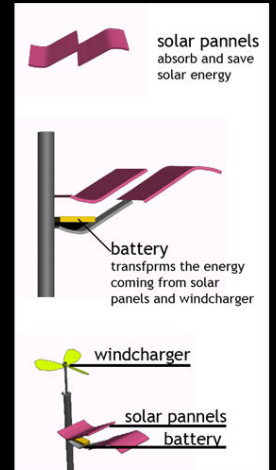 solar pannels
absorb and save
solar energy
battery
transfprms the energy
coming from solar
panels and windcharger
windcharger
solar pannels
battery